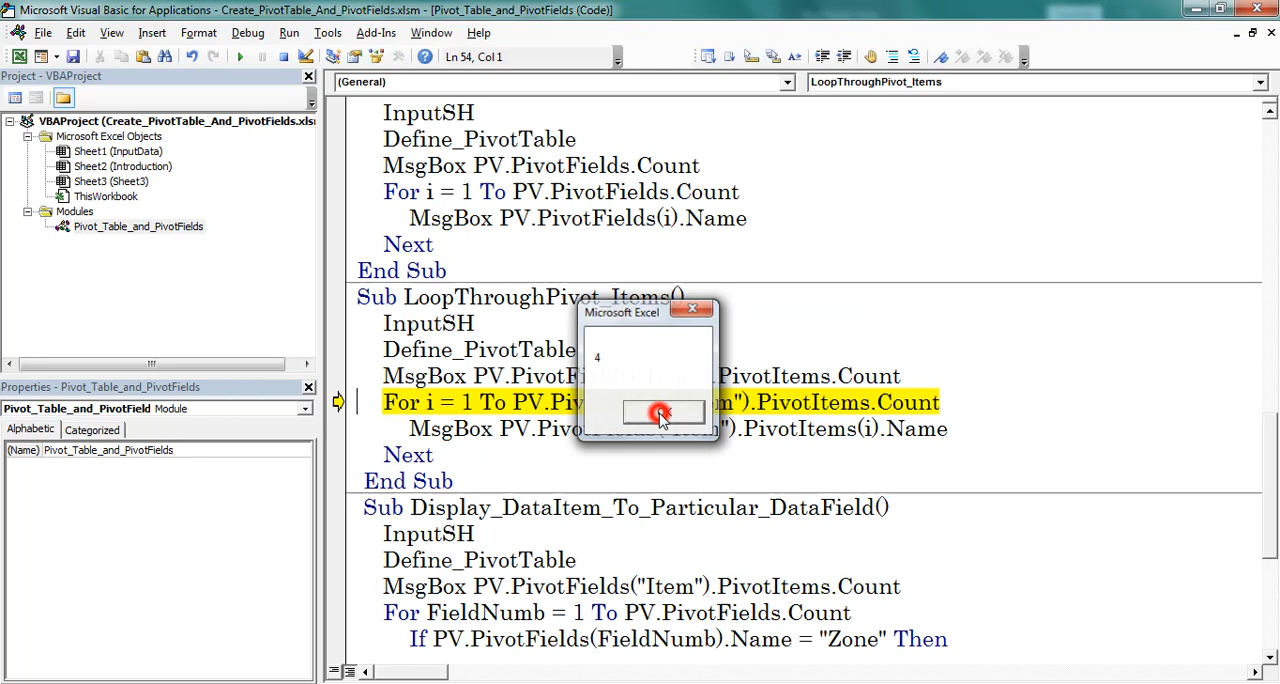 Microsoft Visual Basic for Applications - Create_PivotTable_And_PivotFields.xlsm - [Pivot_Table_and_PivotFields (Code)]
File Edit View Insert Format Debug Run Tools Add-Ins Window Help
Ln 54, Col 1
Project - VBAProject
VBAProject (Create_PivotTable_And_PivotFields.xlsm
Microsoft Excel Objects
Sheet1 (InputData)
Sheet2 (Introduction)
Sheet3 (Sheet3)
ThisWorkbook
Modules
Pivot_Table_and_PivotFields
Properties - Pivot_Table_and_PivotFields
Pivot_Table_and_PivotField Module
Alphabetic Categorized
(Name) Pivot_Table_and_PivotFields
(General) LoopThroughPivot_Items
InputSH
Define_PivotTable
MsgBox PV.PivotFields.Count
For i = 1 To PV.PivotFields.Count
MsgBox PV.PivotFields(i).Name
Next
End Sub
Sub LoopThroughPivot_Items()
InputSH
Define_PivotTable
MsgBox PV.PivotFields("Item").PivotItems.Count
For i = 1 To PV.Piv m").PivotItems.Count
MsgBox PV.PivotFields("Item").PivotItems(i).Name
Next
End Sub
Sub Display_DataItem_To_Particular_DataField()
InputSH
Define_PivotTable
MsgBox PV.PivotFields("Item").PivotItems.Count
For FieldNumb = 1 To PV.PivotFields.Count
If PV.PivotFields(FieldNumb).Name = "Zone" Then
Microsoft Excel
4